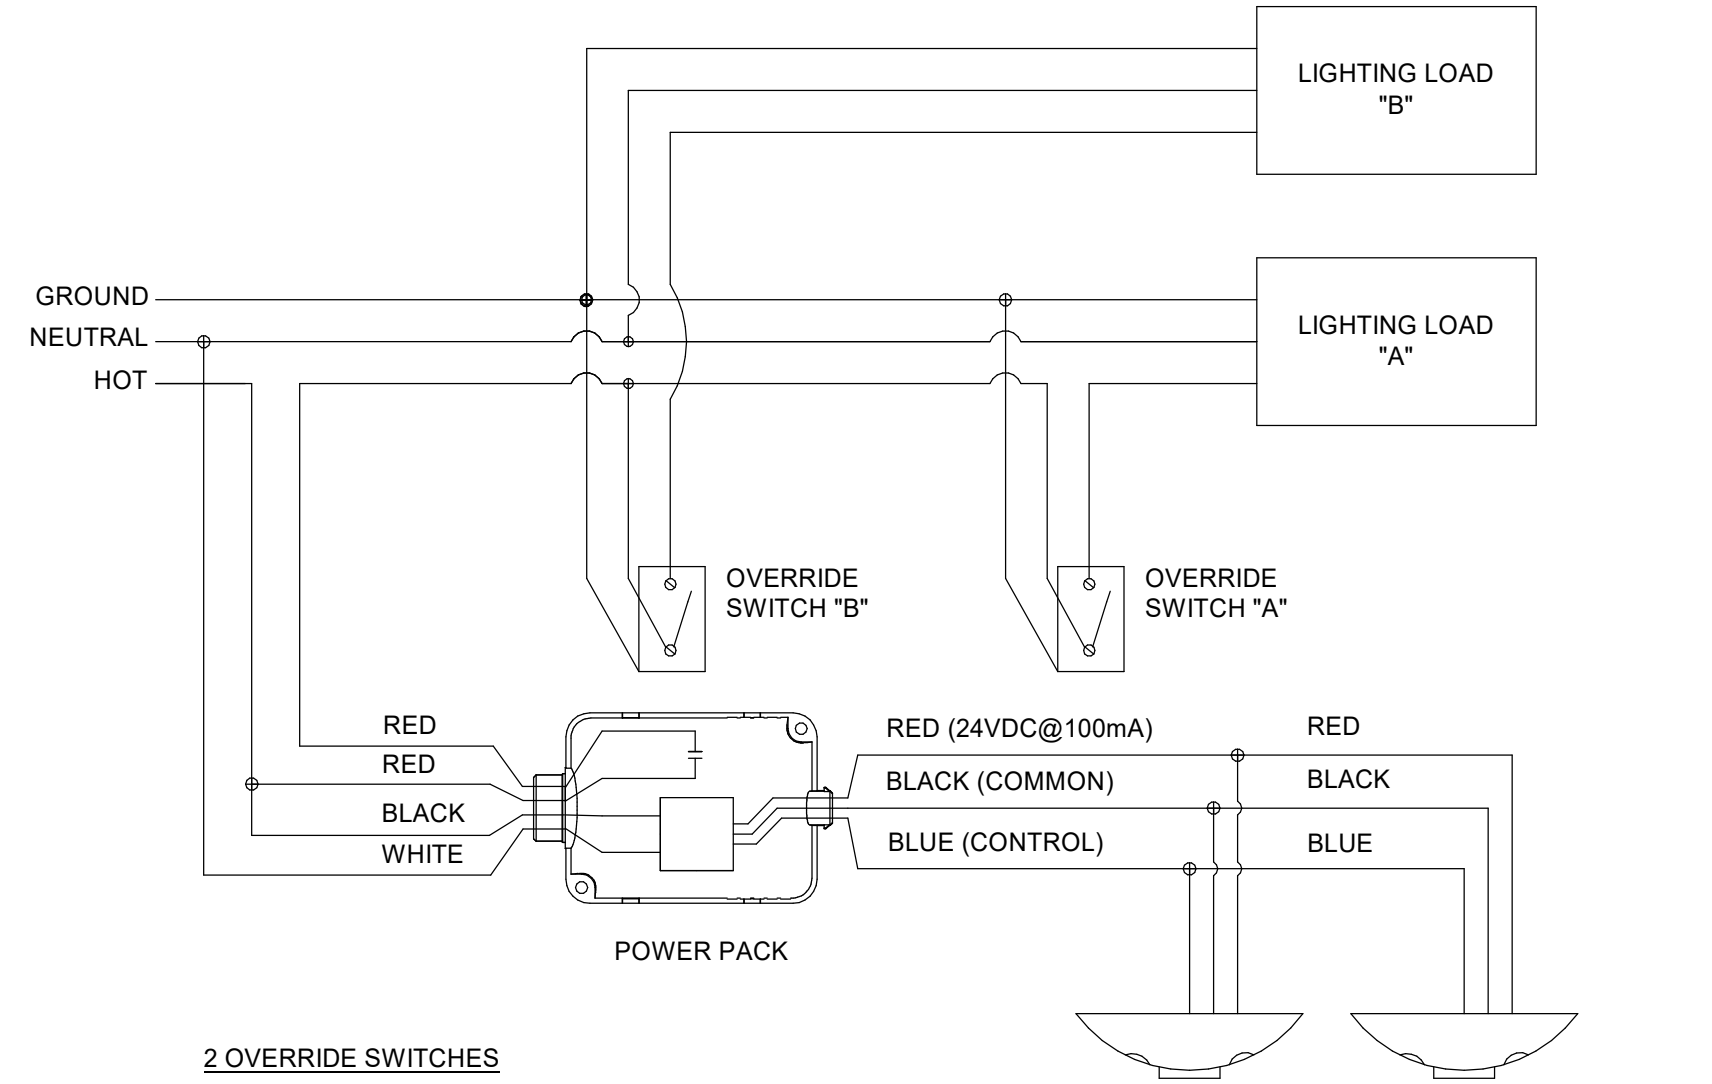 LIGHTING LOAD
"B"
GROUND
NEUTRAL
HOT
LIGHTING LOAD
"A"
OVERRIDE
SWITCH "B"
OVERRIDE
SWITCH "A"
RED
RED
BLACK
WHITE
RED (24VDC@100mA)
BLACK (COMMON)
BLUE (CONTROL)
RED
BLACK
BLUE
POWER PACK
2 OVERRIDE SWITCHES